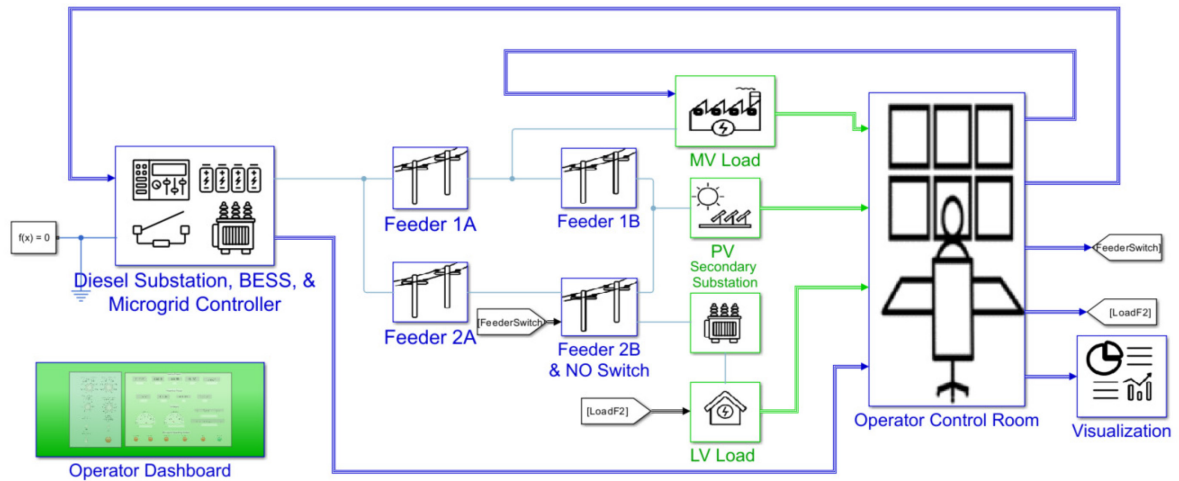 MV Load
Feeder 1A
Feeder 1B
f(x) = 0
PV
Secondary
Substation
FeederSwitch]
Diesel Substation, BESS, &
Microgrid Controller
[FeederSwitch
Feeder 2A
Feeder 2B
& NO Switch
[LoadF2]
[LoadF2]
Operator Control Room
Visualization
LV Load
Operator Dashboard